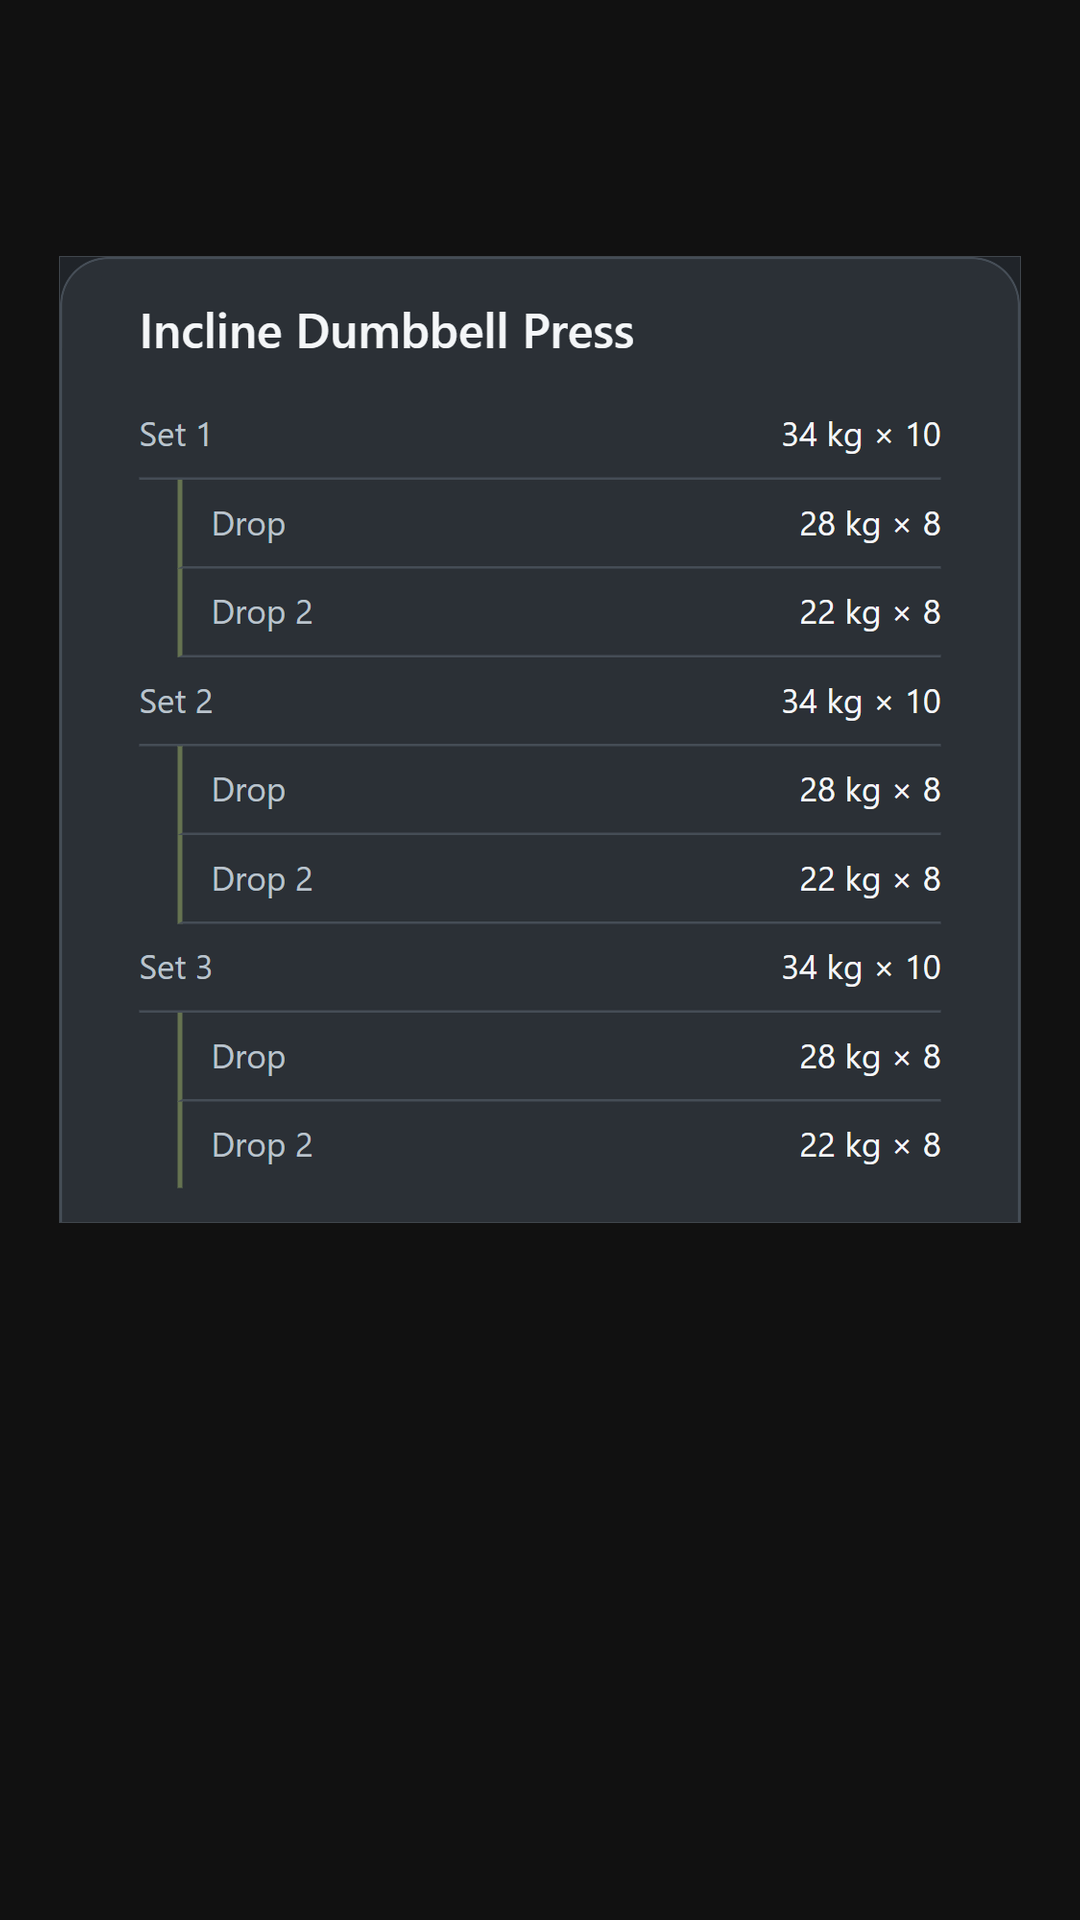 Incline Dumbbell Press
Set 1 34 kg × 10
Drop 28 kg × 8
Drop 2 22 kg × 8
Set 2 34 kg × 10
Drop 28 kg × 8
Drop 2 22 kg × 8
Set 3 34 kg × 10
Drop 28 kg × 8
Drop 2 22 kg × 8